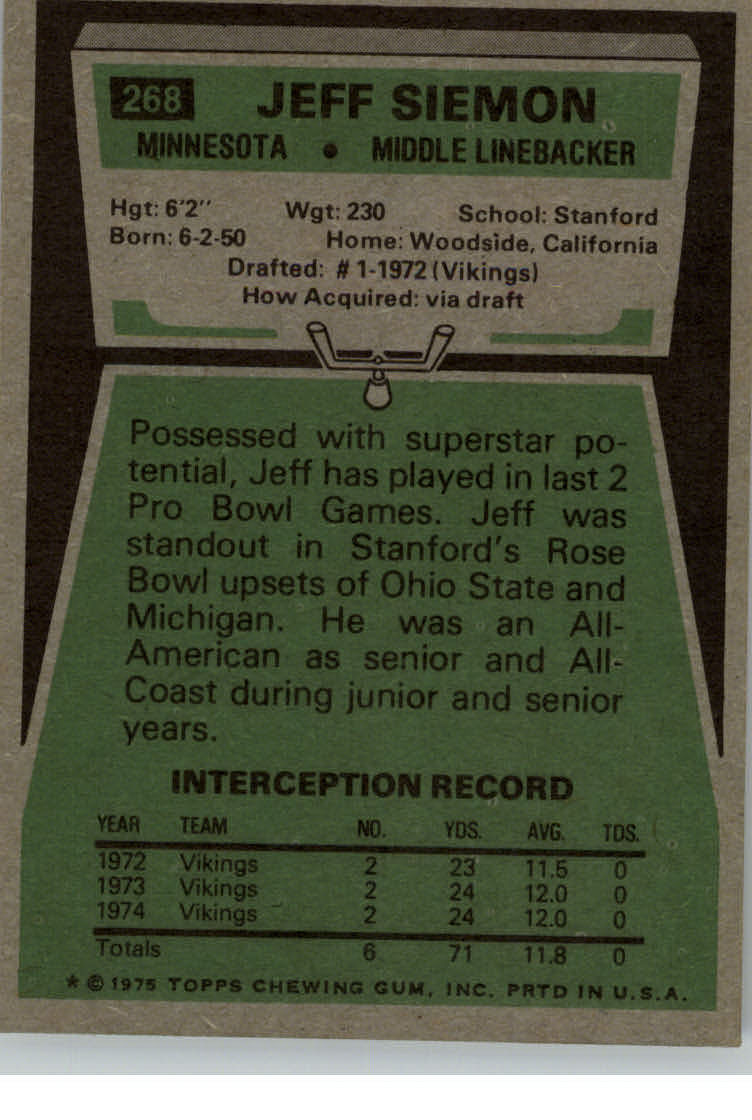 268 JEFF SIEMON
MINNESOTA • MIDDLE LINEBACKER
Hgt: 6'2" Wgt: 230 School: Stanford
Born: 6-2-50 Home: Woodside, California
Drafted: #1-1972 (Vikings)
How Acquired: via draft
Possessed with superstar po-
tential, Jeff has played in last 2
Pro Bowl Games. Jeff was
standout in Stanford's Rose
Bowl upsets of Ohio State and
Michigan. He was an All-
American as senior and All-
Coast during junior and senior
years.
INTERCEPTION RECORD
YEAR TEAM NO. YDS. AVG. TDS.
1972 Vikings 2 23 11.5 0
1973 Vikings 2 24 12.0 0
1974 Vikings 2 24 12.0 0
Totals 6 71 11.8 0
* © 1975 TOPPS CHEWING GUM, INC. PRTD IN U.S.A.